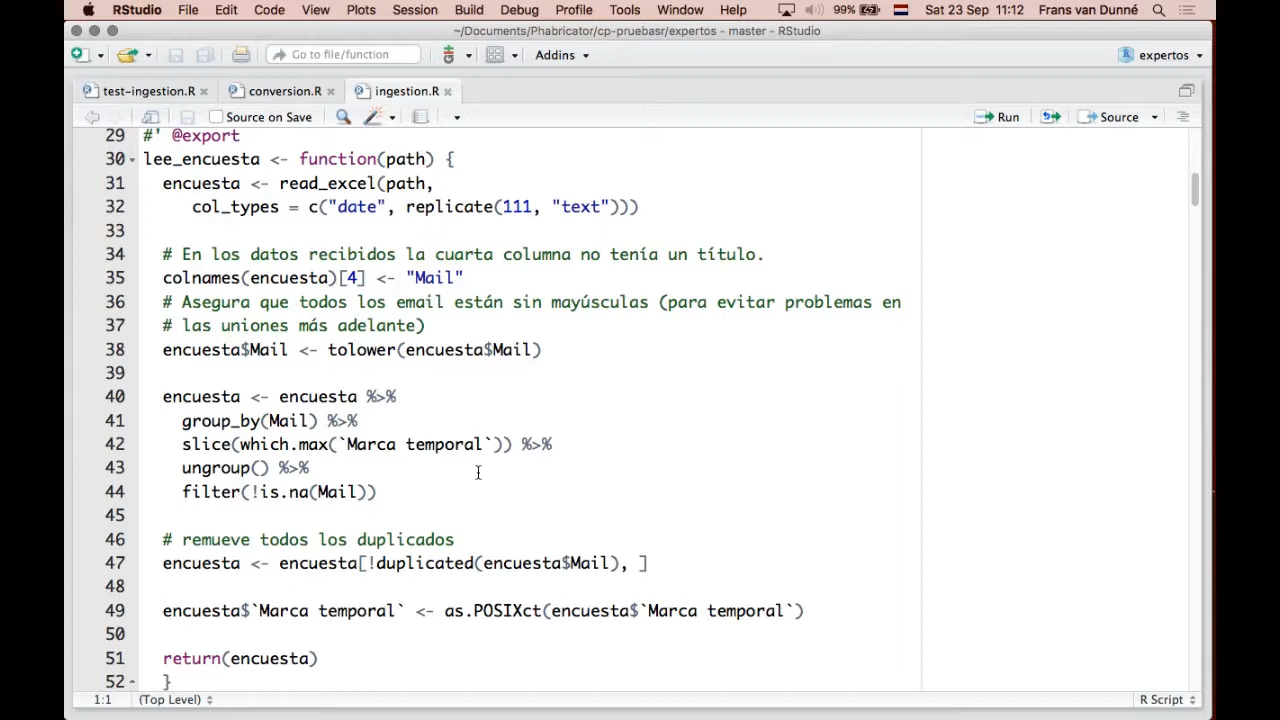 RStudio File Edit Code View Plots Session Build Debug Profile Tools Window Help 99% Sat 23 Sep 11:12 Frans van Dunné
~/Documents/Phabricator/cp-pruebasr/expertos - master - RStudio
Go to file/function Addins expertos
test-ingestion.R conversion.R ingestion.R
Source on Save Run Source
29 #' @export
30 lee_encuesta <- function(path) {
31 encuesta <- read_excel(path,
32 col_types = c("date", replicate(111, "text")))
33
34 # En los datos recibidos la cuarta columna no tenía un título.
35 colnames(encuesta)[4] <- "Mail"
36 # Asegura que todos los email están sin mayúsculas (para evitar problemas en
37 # las uniones más adelante)
38 encuesta$Mail <- tolower(encuesta$Mail)
39
40 encuesta <- encuesta %>%
41 group_by(Mail) %>%
42 slice(which.max(`Marca temporal`)) %>%
43 ungroup() %>%
44 filter(!is.na(Mail))
45
46 # remueve todos los duplicados
47 encuesta <- encuesta[!duplicated(encuesta$Mail), ]
48
49 encuesta$`Marca temporal` <- as.POSIXct(encuesta$`Marca temporal`)
50
51 return(encuesta)
52 }
1:1 (Top Level) R Script